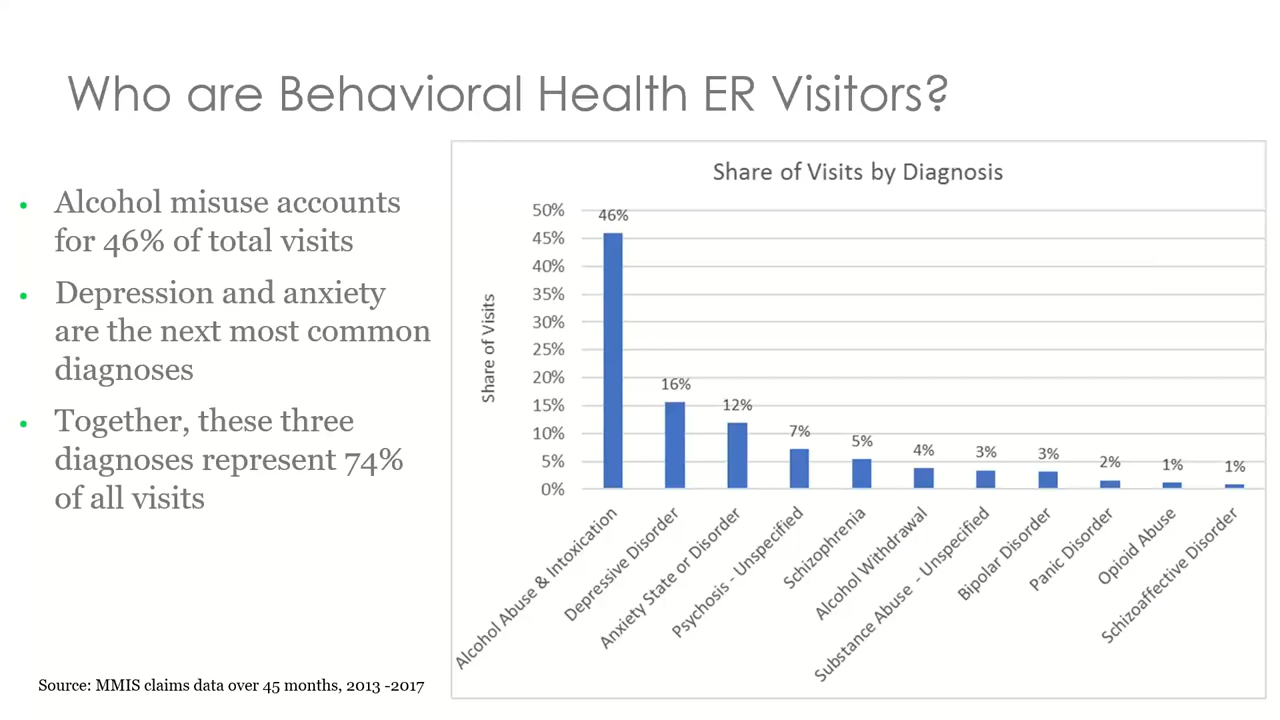 Who are Behavioral Health ER Visitors?
• Alcohol misuse accounts
for 46% of total visits
• Depression and anxiety
are the next most common
diagnoses
• Together, these three
diagnoses represent 74%
of all visits
Source: MMIS claims data over 45 months, 2013 -2017
Share of Visits by Diagnosis
Share of Visits
50%
45%
40%
35%
30%
25%
20%
15%
10%
5%
0%
46%
16%
12%
7%
5%
4%
3%
3%
2%
1%
1%
Alcohol Abuse & Intoxication
Depressive Disorder
Anxiety State or Disorder
Psychosis - Unspecified
Schizophrenia
Alcohol Withdrawal
Substance Abuse - Unspecified
Bipolar Disorder
Panic Disorder
Opioid Abuse
Schizoaffective Disorder